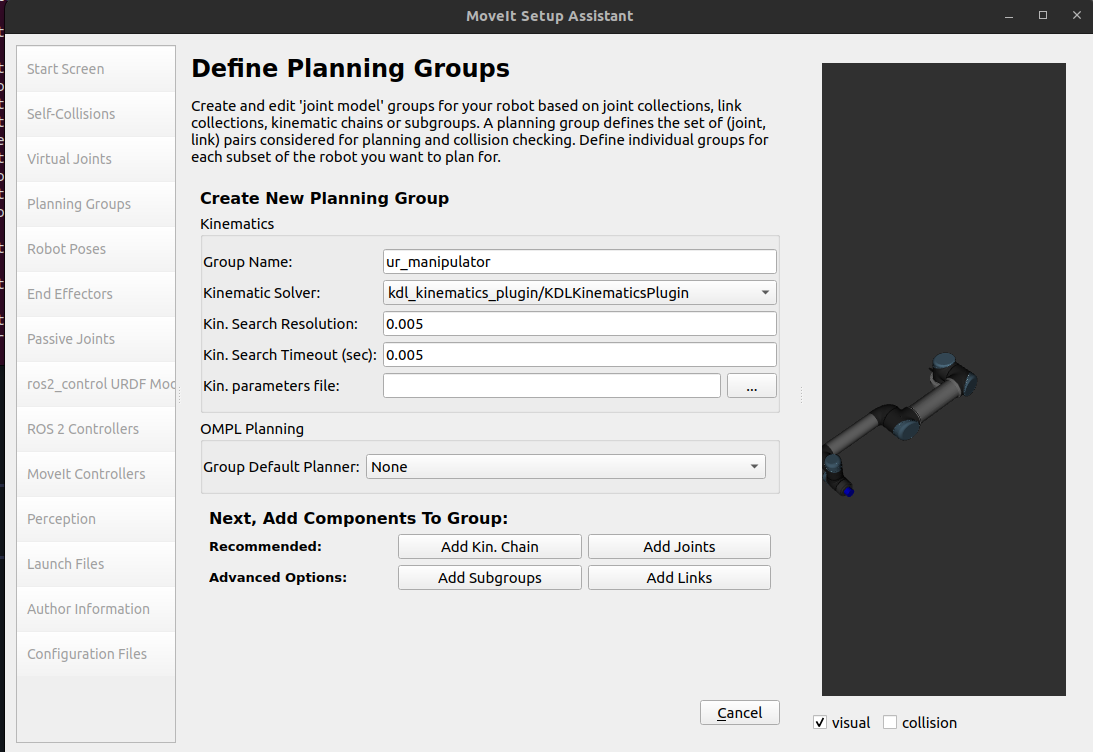 MoveIt Setup Assistant
Start Screen
Self-Collisions
Virtual Joints
Planning Groups
Robot Poses
End Effectors
Passive Joints
ros2_control URDF Mod
ROS 2 Controllers
MoveIt Controllers
Perception
Launch Files
Author Information
Configuration Files
Define Planning Groups
Create and edit 'joint model' groups for your robot based on joint collections, link
collections, kinematic chains or subgroups. A planning group defines the set of (joint,
link) pairs considered for planning and collision checking. Define individual groups for
each subset of the robot you want to plan for.
Create New Planning Group
Kinematics
Group Name: ur_manipulator
Kinematic Solver: kdl_kinematics_plugin/KDLKinematicsPlugin
Kin. Search Resolution: 0.005
Kin. Search Timeout (sec): 0.005
Kin. parameters file: ...
OMPL Planning
Group Default Planner: None
Next, Add Components To Group:
Recommended: Add Kin. Chain Add Joints
Advanced Options: Add Subgroups Add Links
Cancel
visual collision